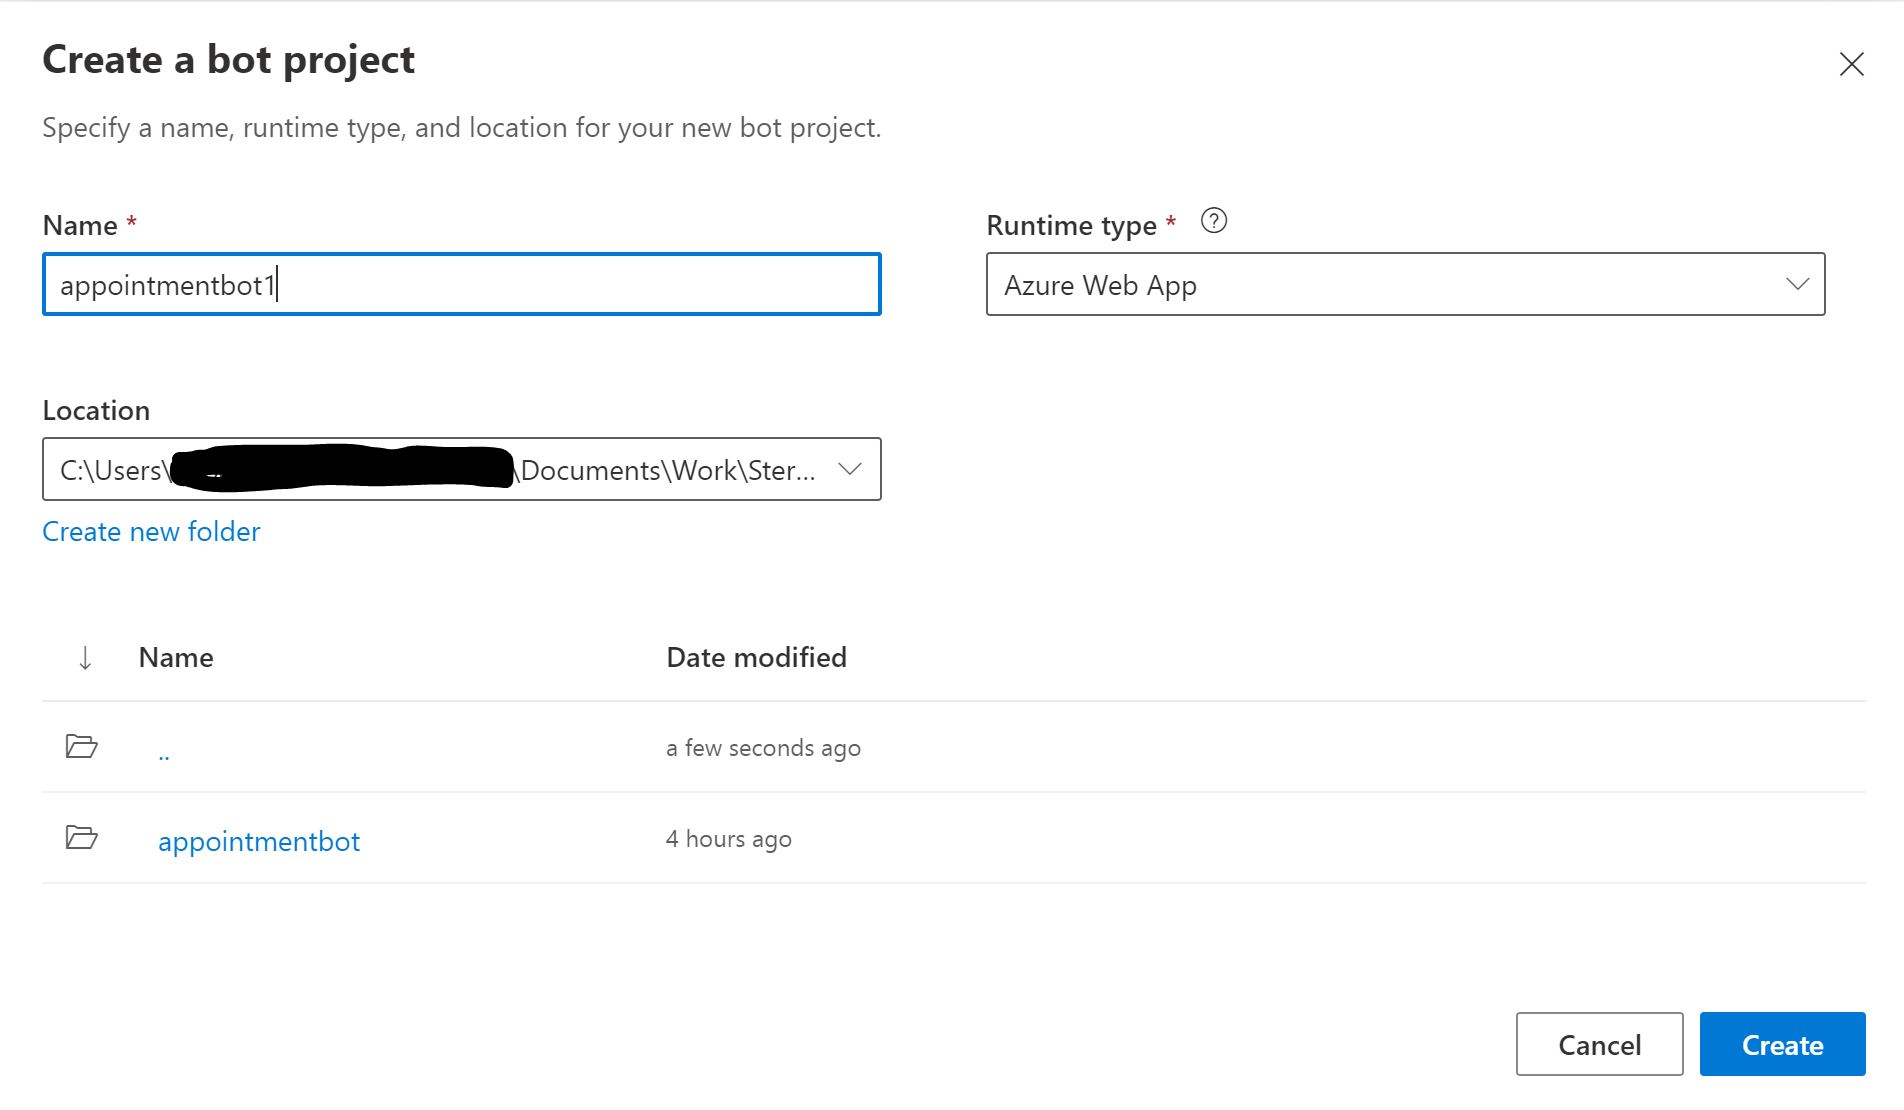 Create a bot project
Specify a name, runtime type, and location for your new bot project.
Name *
Runtime type *
appointmentbot1
Azure Web App
Location
C:\Users\ \Documents\Work\Ster...
Create new folder
Name Date modified
.. a few seconds ago
appointmentbot 4 hours ago
Cancel Create